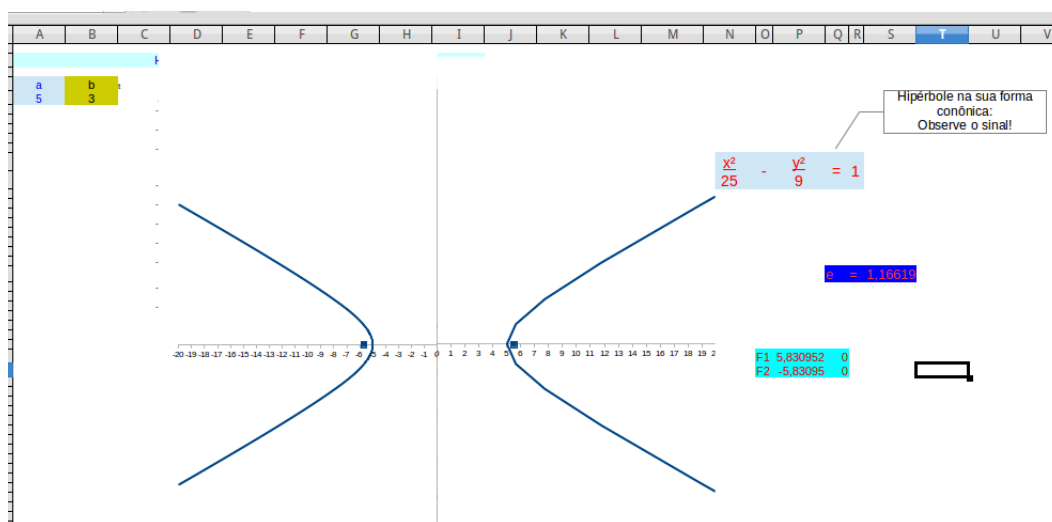 A B C D E F G H I J K L M N O P Q R S T U V
a b
5 3
Hipérbole na sua forma
conônica:
Observe o sinal!
x² - y² = 1
25 9
e = 1,16619
-20 -19 -18 -17 -16 -15 -14 -13 -12 -11 -10 -9 -8 -7 -6 -5 -4 -3 -2 -1 0 1 2 3 4 5 6 7 8 9 10 11 12 13 14 15 16 17 18 19 2
F1 5,830952 0
F2 -5,83095 0